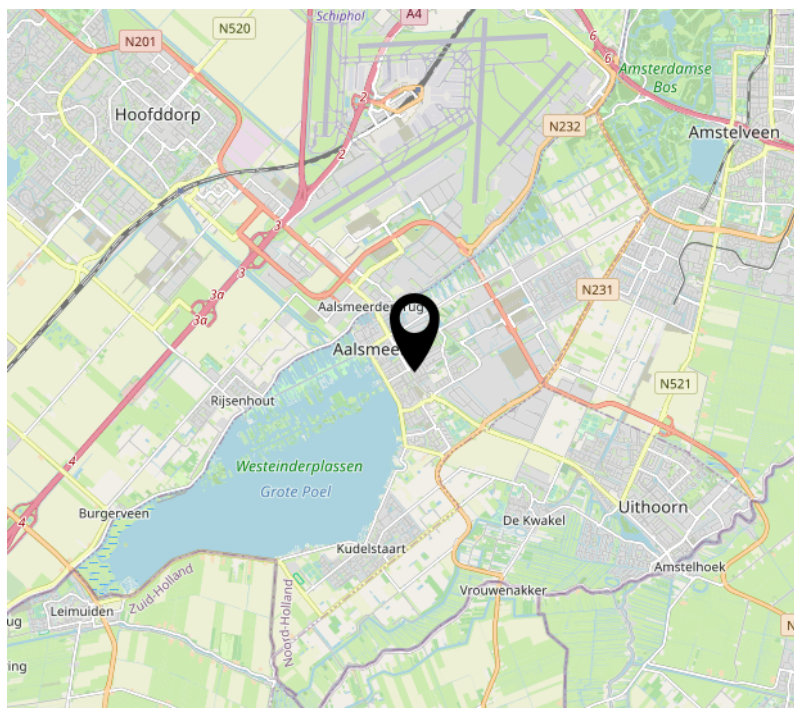 Schiphol
A4
N520
N201
6
6
Amsterdamse
Bos
2
Hoofddorp
N232
Amstelveen
2
3
3
3a
N231
3a
Aalsmeerderbrug
Aalsmeer
N521
Rijsenhout
4
Westeinderplassen
Grote Poel
Uithoorn
Burgerveen
4
De Kwakel
Kudelstaart
Amstelhoek
Zuid-Holland
Noord-Holland
Vrouwenakker
Leimuiden
ug
N
ring